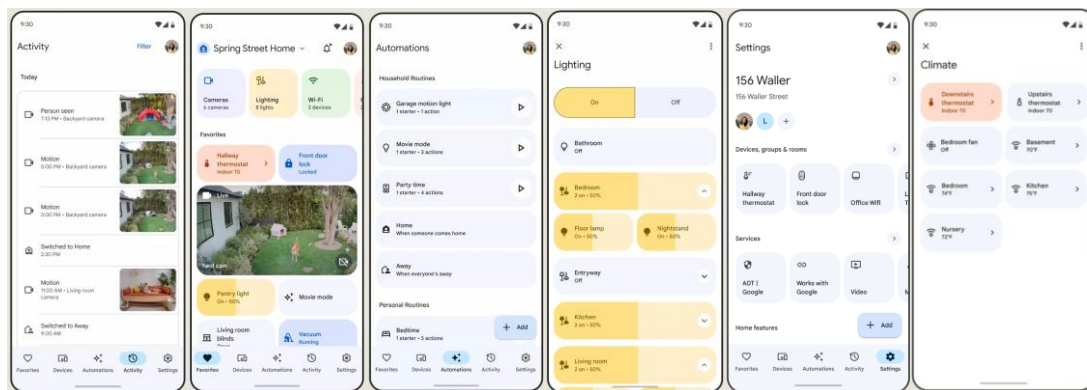 9:30
Activity
Filter
Today
Person seen
7:13 PM • Backyard camera
Motion
5:00 PM • Backyard camera
Motion
3:00 PM • Backyard camera
Switched to Home
2:30 PM
Motion
11:00 AM • Living room
camera
Switched to Away
9:00 AM
Favorites
Devices
Automations
Activity
Settings
9:30
Spring Street Home
Cameras
6 cameras
Lighting
8 lights
Wi-Fi
2 devices
Favorites
Hallway
thermostat
Indoor 70
Front door
lock
Locked
Live
Yard cam
Pantry light
On • 50%
Movie mode
Living room
blinds
Vacuum
Running
Favorites
Devices
Automations
Activity
Settings
9:30
Automations
Household Routines
Garage motion light
1 starter • 1 action
Movie mode
1 starter • 3 actions
Party time
1 starter • 4 actions
Home
When someone comes home
Away
When everyone's away
Personal Routines
Bedtime
1 starter • 3 actions
+ Add
Favorites
Devices
Automations
Activity
Settings
9:30
Lighting
On
Off
Bathroom
Off
Bedroom
2 on • 50%
Floor lamp
On • 50%
Nightstand
On • 50%
Entryway
Off
Kitchen
2 on • 50%
Living room
2 on • 50%
9:30
Settings
156 Waller
156 Waller Street
L
+
Devices, groups &
rooms
Hallway
thermostat
Front door
lock
Office Wifi
Services
ADT |
Google
Works with
Google
Video
Home features
+ Add
Favorites
Devices
Automations
Activity
Settings
9:30
Climate
Downstairs
thermostat
Indoor 70
Upstairs
thermostat
Indoor 70
Bedroom fan
Off
Basement
70°F
Bedroom
74°F
Kitchen
75°F
Nursery
72°F